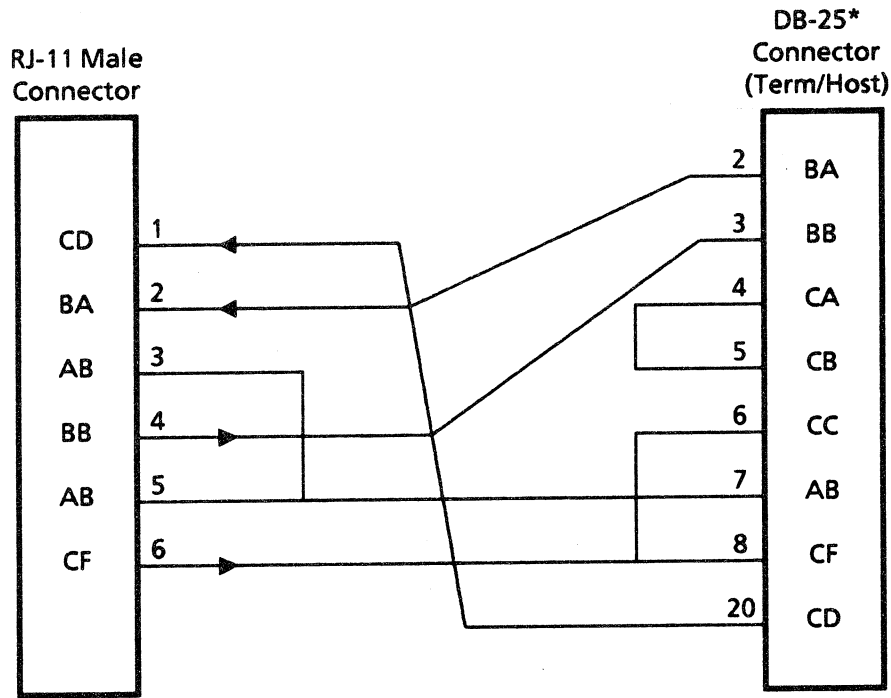 RJ-11 Male
Connector
DB-25*
Connector
(Term/Host)
CD 1
BA 2
AB 3
BB 4
AB 5
CF 6
2 BA
3 BB
4 CA
5 CB
6 CC
7 AB
8 CF
20 CD